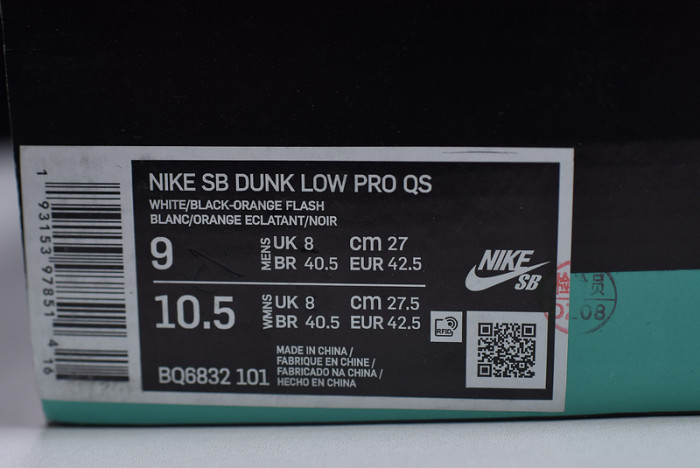 1 93153 97851 4 16
NIKE SB DUNK LOW PRO QS
WHITE/BLACK-ORANGE FLASH
BLANC/ORANGE ECLATANT/NOIR
9 MENS UK 8 cm 27
BR 40.5 EUR 42.5
10.5 WMNS UK 8 cm 27.5
BR 40.5 EUR 42.5
RFID
BQ6832 101
MADE IN CHINA /
FABRIQUE EN CHINE /
FABRICADO NA CHINA /
HECHO EN CHINA
NIKE
SB